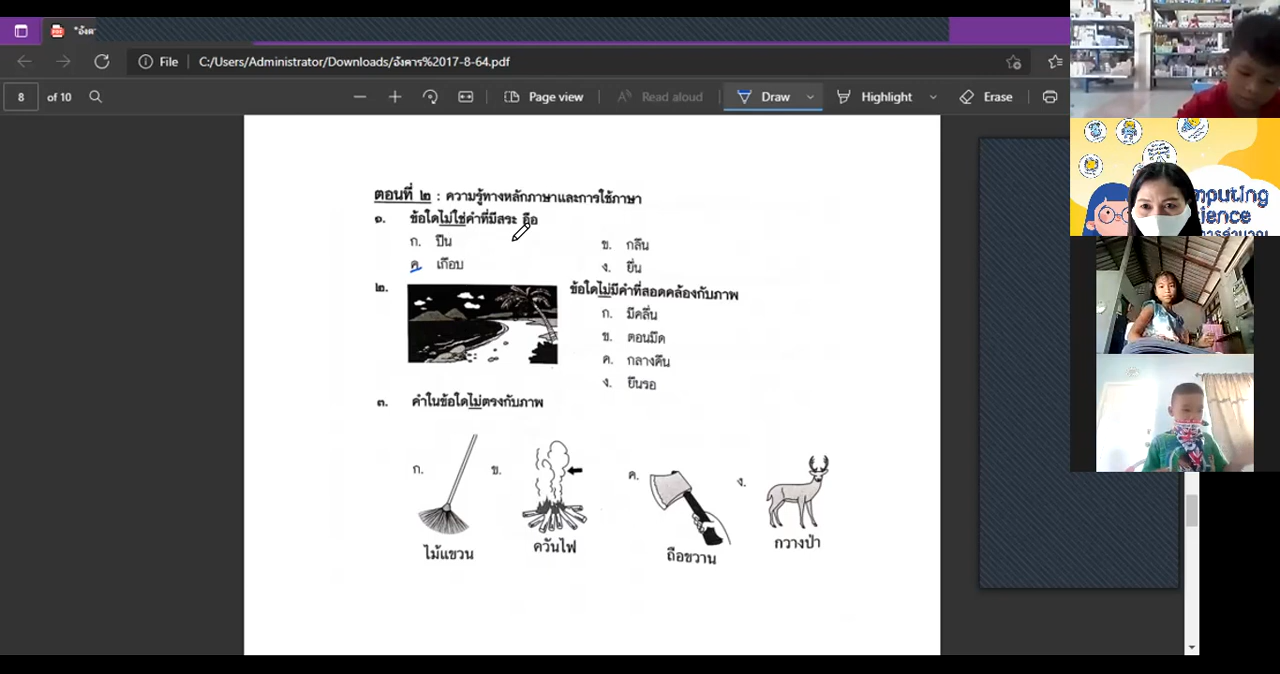 "อังค
File C:/Users/Administrator/Downloads/อังคาร%2017-8-64.pdf
8 of 10 Page view Read aloud Draw Highlight Erase
ตอนที่ ๒ : ความรู้ทางหลักภาษาและการใช้ภาษา
๑. ข้อใดไม่ใช่คำที่มีสระ อือ
ก. ปืน ข. กลืน
ค. เกือบ ง. ยื่น
๒. ข้อใดไม่มีคำที่สอดคล้องกับภาพ
ก. มีคลื่น
ข. ตอนมืด
ค. กลางคืน
ง. ยืนรอ
๓. คำในข้อใดไม่ตรงกับภาพ
ก. ข. ค. ง.
ไม้แขวน ควันไฟ ถือขวาน กวางป่า
mputing
ience